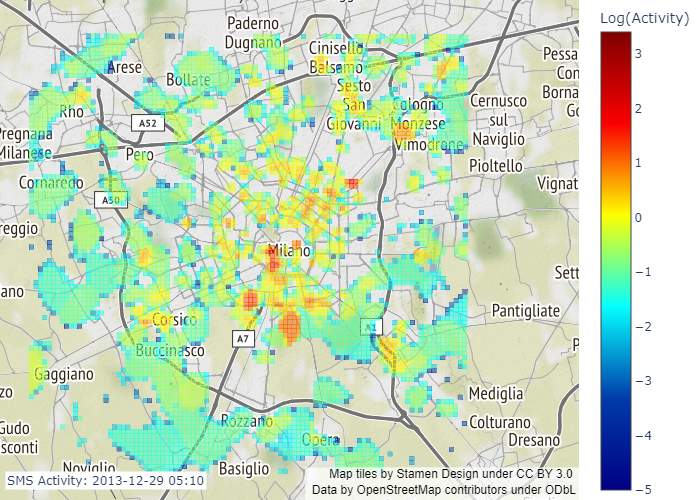 Log(Activity)
3
2
1
0
−1
−2
−3
−4
−5
Paderno
Dugnano
Cinisello
Balsamo
Arese
Bollate
Sesto
San
Giovanni
Cologno
Monzese
Rho
A52
Cernusco
sul
Naviglio
Pregnana
Milanese
Pero
Vimodrone
Pioltello
Cornaredo
A50
Vignat
reggio
Milano
Sett
ano
Pantigliate
Corsico
A1
A7
Buccinasco
Gaggiano
Mediglia
Rozzano
Colturano
Opera
Dresano
Gudo
sconti
Noviglio
Basiglio
Pessa
Con
Borna
Go
P
zo
SMS Activity: 2013-12-29 05:10
Map tiles by Stamen Design under CC BY 3.0
Data by OpenStreetMap contributors under ODbL